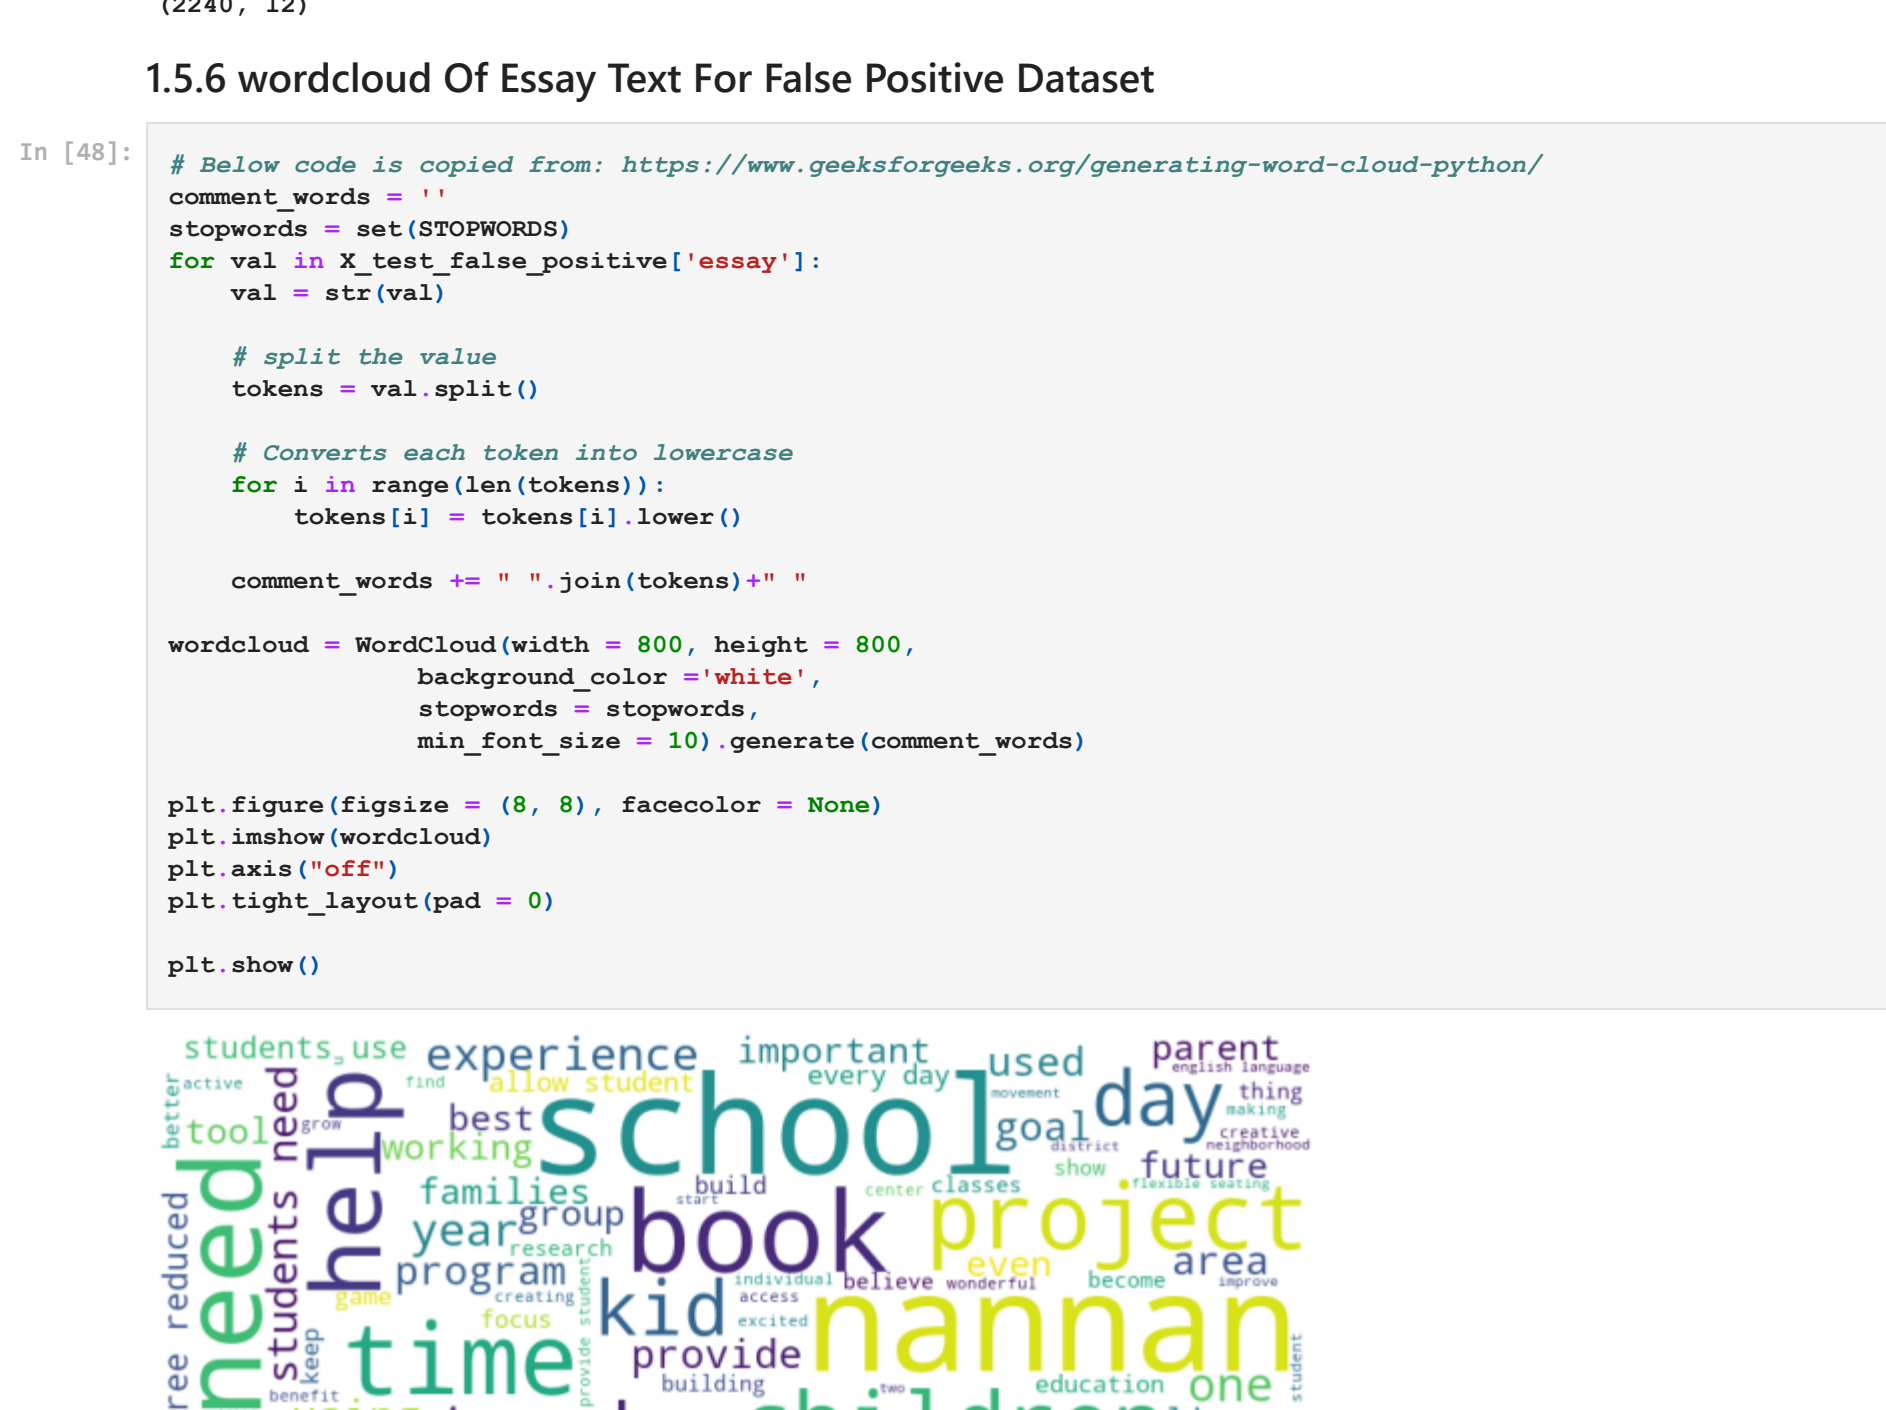 (2240, 12)
1.5.6 wordcloud Of Essay Text For False Positive Dataset
In [48]:
# Below code is copied from: https://www.geeksforgeeks.org/generating-word-cloud-python/
comment_words = ''
stopwords = set(STOPWORDS)
for val in X_test_false_positive['essay']:
    val = str(val)
    # split the value
    tokens = val.split()
    # Converts each token into lowercase
    for i in range(len(tokens)):
        tokens[i] = tokens[i].lower()
    comment_words += " ".join(tokens)+" "
wordcloud = WordCloud(width = 800, height = 800,
                background_color ='white',
                stopwords = stopwords,
                min_font_size = 10).generate(comment_words)
plt.figure(figsize = (8, 8), facecolor = None)
plt.imshow(wordcloud)
plt.axis("off")
plt.tight_layout(pad = 0)
plt.show()
students use
u
experience
important
used
parent
english language
better
active
students need
help
find
allow student
every day
school
movement
day
thing
making
tool
grow
best
goal
creative
neighborhood
working
district
show
future
need
families
build
start
center
classes
flexible seating
reduced
year
group
book
project
research
even
area
program
individual
believe
wonderful
become
improve
game
creating
provide student
kid
access
nannan
focus
excited
keep
time
provide
student
benefit
building
two
education
one